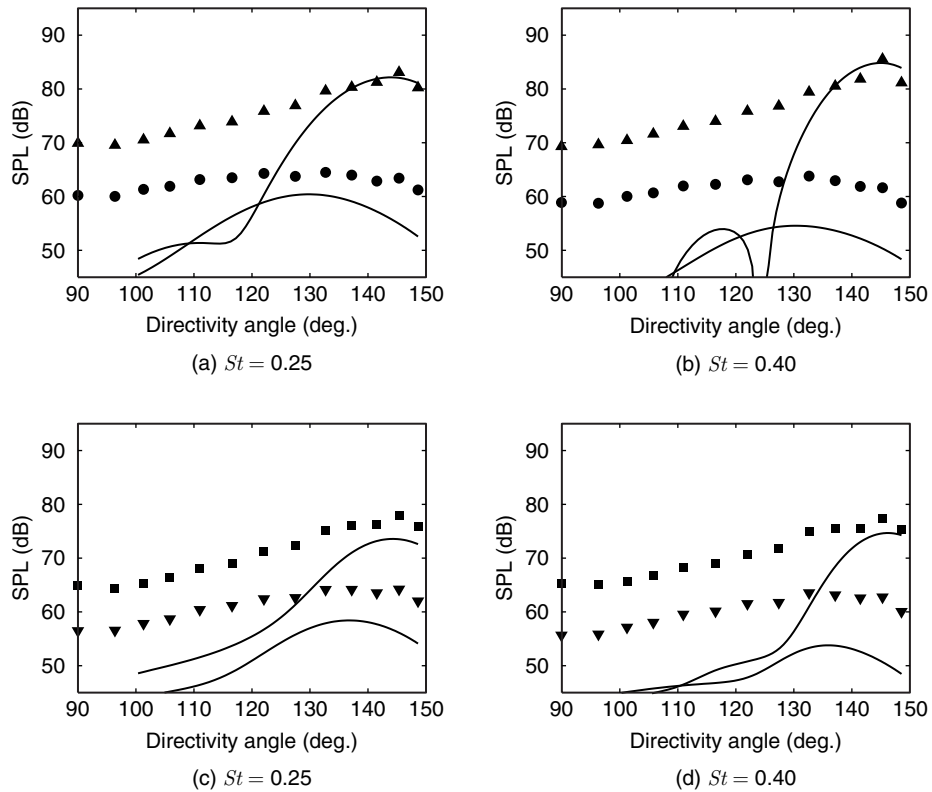 90
80
70
60
50
SPL (dB)
90 100 110 120 130 140 150
Directivity angle (deg.)
(a) St = 0.25
90
80
70
60
50
SPL (dB)
90 100 110 120 130 140 150
Directivity angle (deg.)
(b) St = 0.40
90
80
70
60
50
SPL (dB)
90 100 110 120 130 140 150
Directivity angle (deg.)
(c) St = 0.25
90
80
70
60
50
SPL (dB)
90 100 110 120 130 140 150
Directivity angle (deg.)
(d) St = 0.40